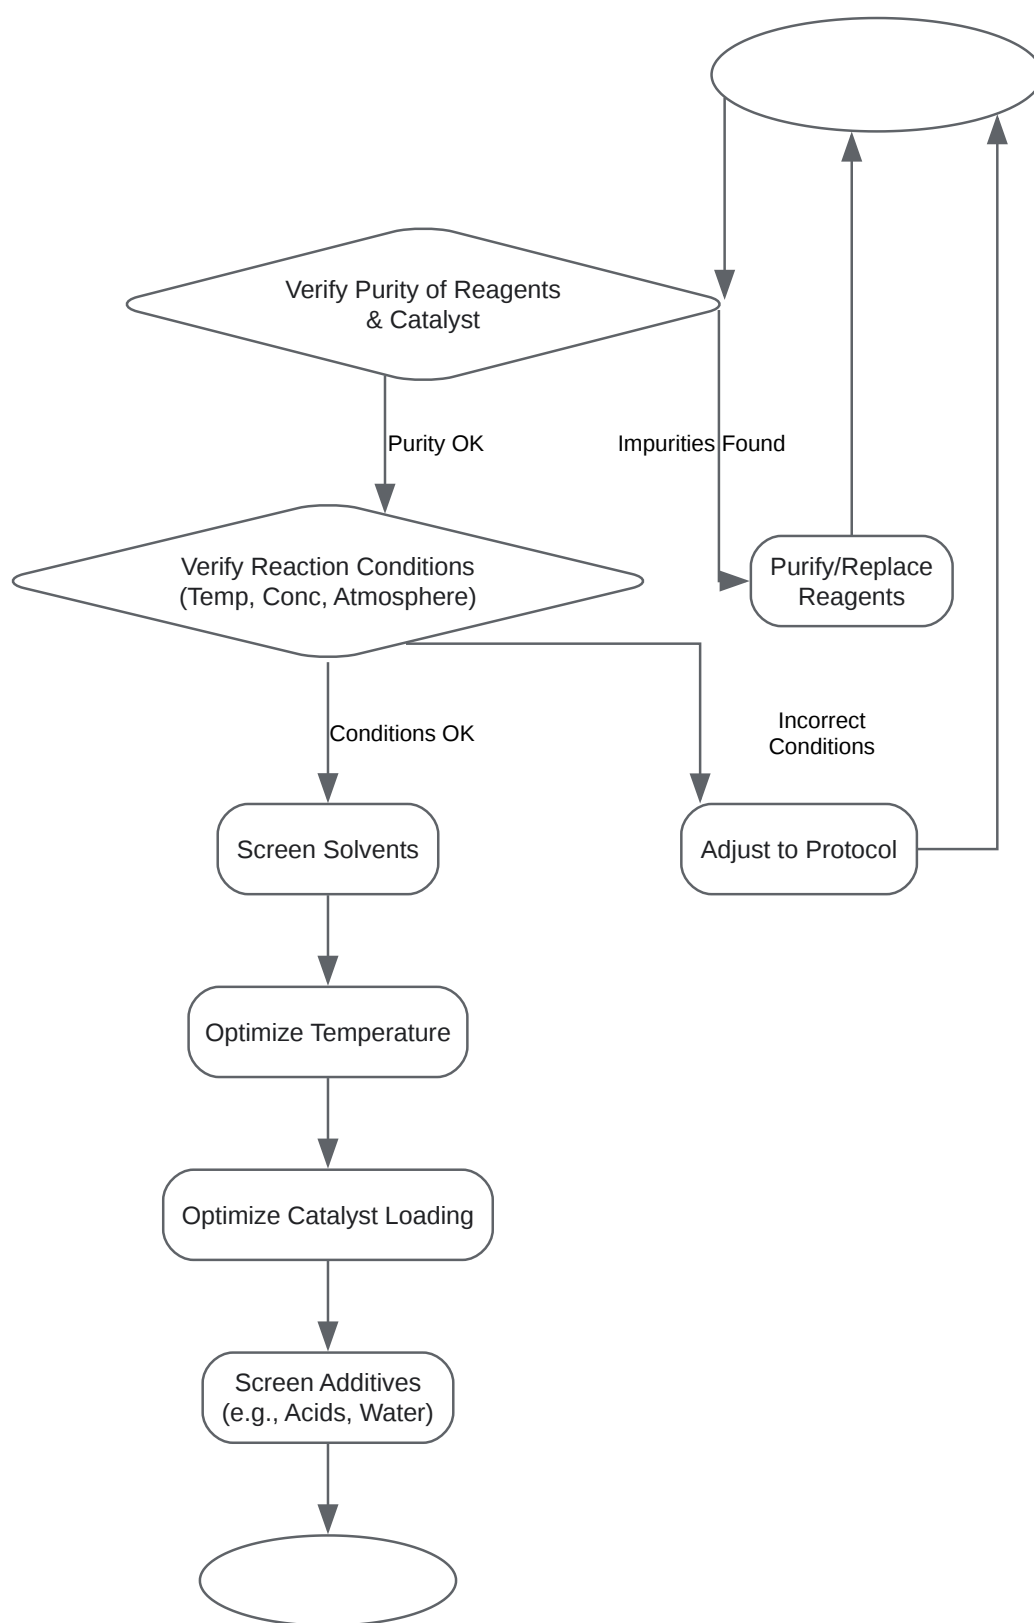 Verify Purity of Reagents
& Catalyst
Purity OK
Impurities Found
Verify Reaction Conditions
(Temp, Conc, Atmosphere)
Purify/Replace
Reagents
Conditions OK
Incorrect
Conditions
Screen Solvents
Adjust to Protocol
Optimize Temperature
Optimize Catalyst Loading
Screen Additives
(e.g., Acids, Water)